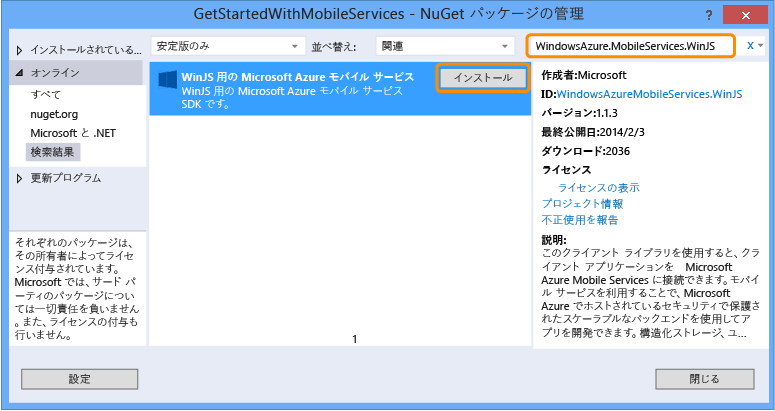 GetStartedWithMobileServices - NuGet パッケージの管理
? ×
インストールされている...
オンライン
すべて
nuget.org
Microsoft と .NET
検索結果
更新プログラム
それぞれのパッケージは、
その所有者によってライセ
ンス付与されています。
Microsoft では、サード パ
ーティのパッケージについ
ては一切責任を負いません
。また、ライセンスの付与も
行いません。
安定版のみ
並べ替え:
関連
WinJS 用の Microsoft Azure モバイル サービス
WinJS 用の Microsoft Azure モバイル サービス
SDK です。
インストール
1
WindowsAzure.MobileServices.WinJS
x
作成者:Microsoft
ID:WindowsAzureMobileServices.WinJS
バージョン:1.1.3
最終公開日:2014/2/3
ダウンロード:2036
ライセンス
ライセンスの表示
プロジェクト情報
不正使用を報告
説明:
このクライアント ライブラリを使用すると、クラ
イアント アプリケーションを Microsoft
Azure Mobile Services に接続できます。モバイ
ル サービスを利用することで、Microsoft
Azure でホストされているセキュリティで保護さ
れたスケーラブルなバックエンドを使用してア
プリを開発できます。構造化ストレージ、ユ...
設定
閉じる